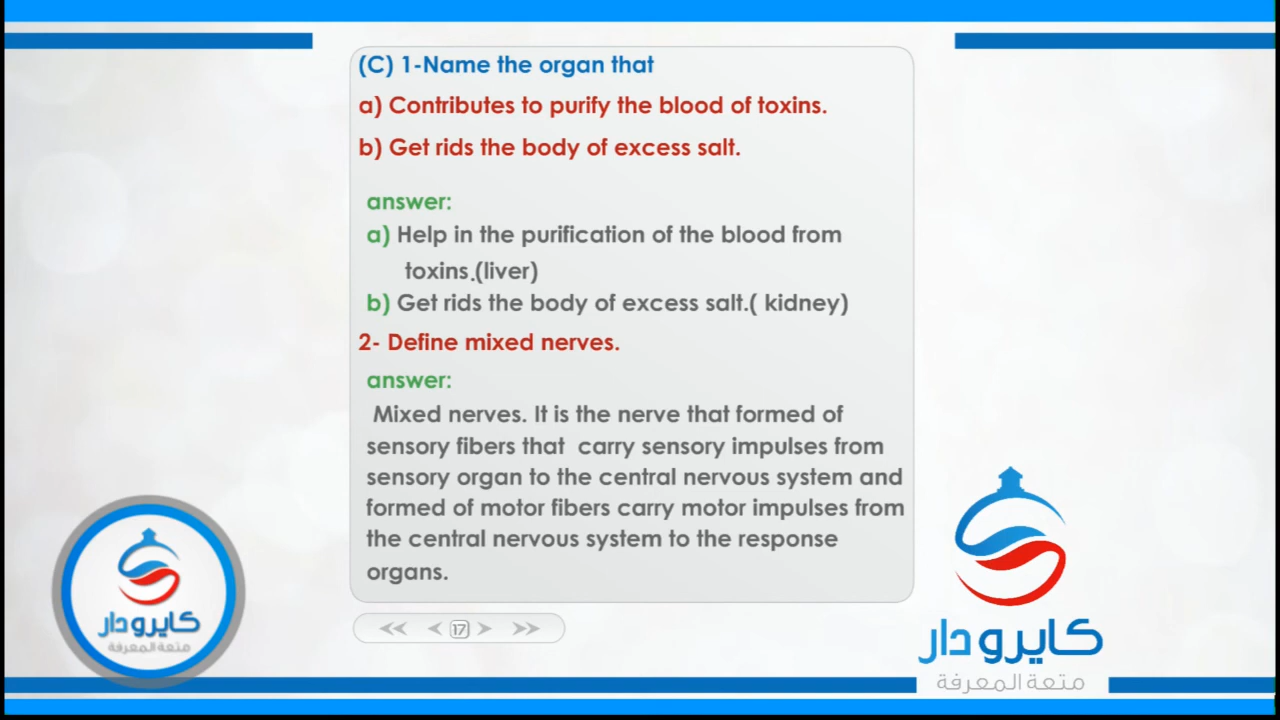 (C) 1-Name the organ that
a) Contributes to purify the blood of toxins.
b) Get rids the body of excess salt.
answer:
a) Help in the purification of the blood from
toxins.(liver)
b) Get rids the body of excess salt.( kidney)
2- Define mixed nerves.
answer:
Mixed nerves. It is the nerve that formed of
sensory fibers that carry sensory impulses from
sensory organ to the central nervous system and
formed of motor fibers carry motor impulses from
the central nervous system to the response
organs.
17
كايرو دار
متعة المعرفة
كايرو دار
متعة المعرفة